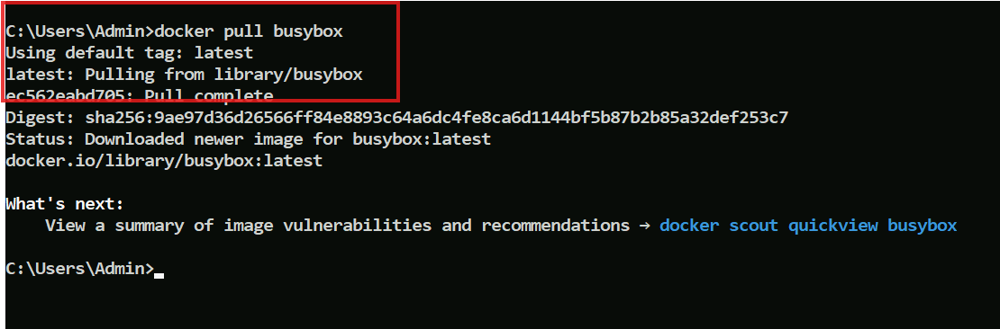 C:\Users\Admin>docker pull busybox
Using default tag: latest
latest: Pulling from library/busybox
ec562eabd705: Pull complete
Digest: sha256:9ae97d36d26566ff84e8893c64a6dc4fe8ca6d1144bf5b87b2b85a32def253c7
Status: Downloaded newer image for busybox:latest
docker.io/library/busybox:latest
What's next:
View a summary of image vulnerabilities and recommendations → docker scout quickview busybox
C:\Users\Admin>